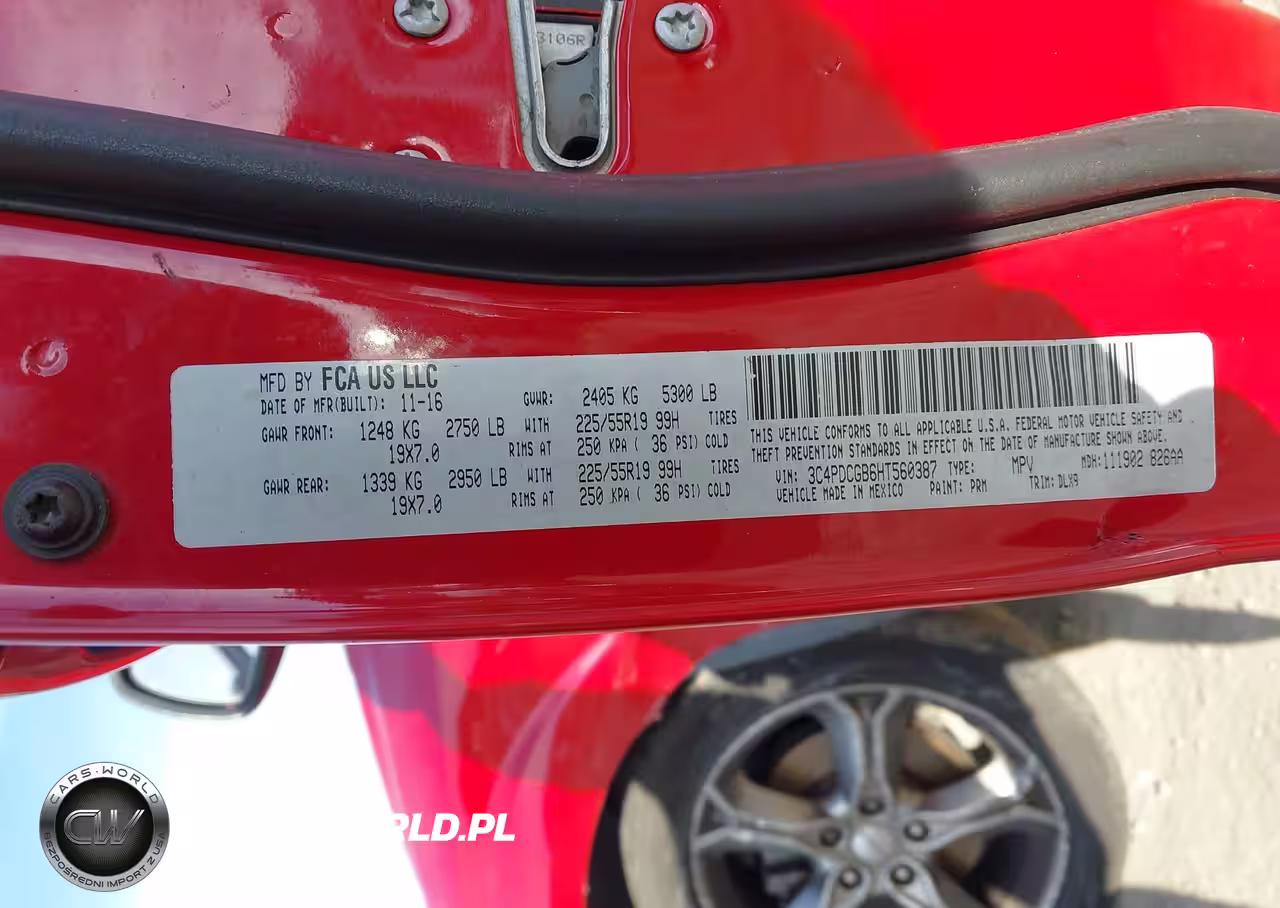 3106R
MFD BY FCA US LLC
DATE OF MFR(BUILT): 11-16 GVWR: 2405 KG 5300 LB
GAWR FRONT: 1248 KG 2750 LB WITH 225/55R19 99H TIRES
19X7.0 RIMS AT 250 KPA ( 36 PSI) COLD
GAWR REAR: 1339 KG 2950 LB WITH 225/55R19 99H TIRES
19X7.0 RIMS AT 250 KPA ( 36 PSI) COLD
THIS VEHICLE CONFORMS TO ALL APPLICABLE U.S.A. FEDERAL MOTOR VEHICLE SAFETY AND
THEFT PREVENTION STANDARDS IN EFFECT ON THE DATE OF MANUFACTURE SHOWN ABOVE.
VIN: 3C4PDCGB6HT560387 TYPE: MPV MDH:111902 826AA
VEHICLE MADE IN MEXICO PAINT: PRM TRIM: DLX9
CARS-WORLD
CW
BEZPOŚREDNI IMPORT Z USA
RLD.PL